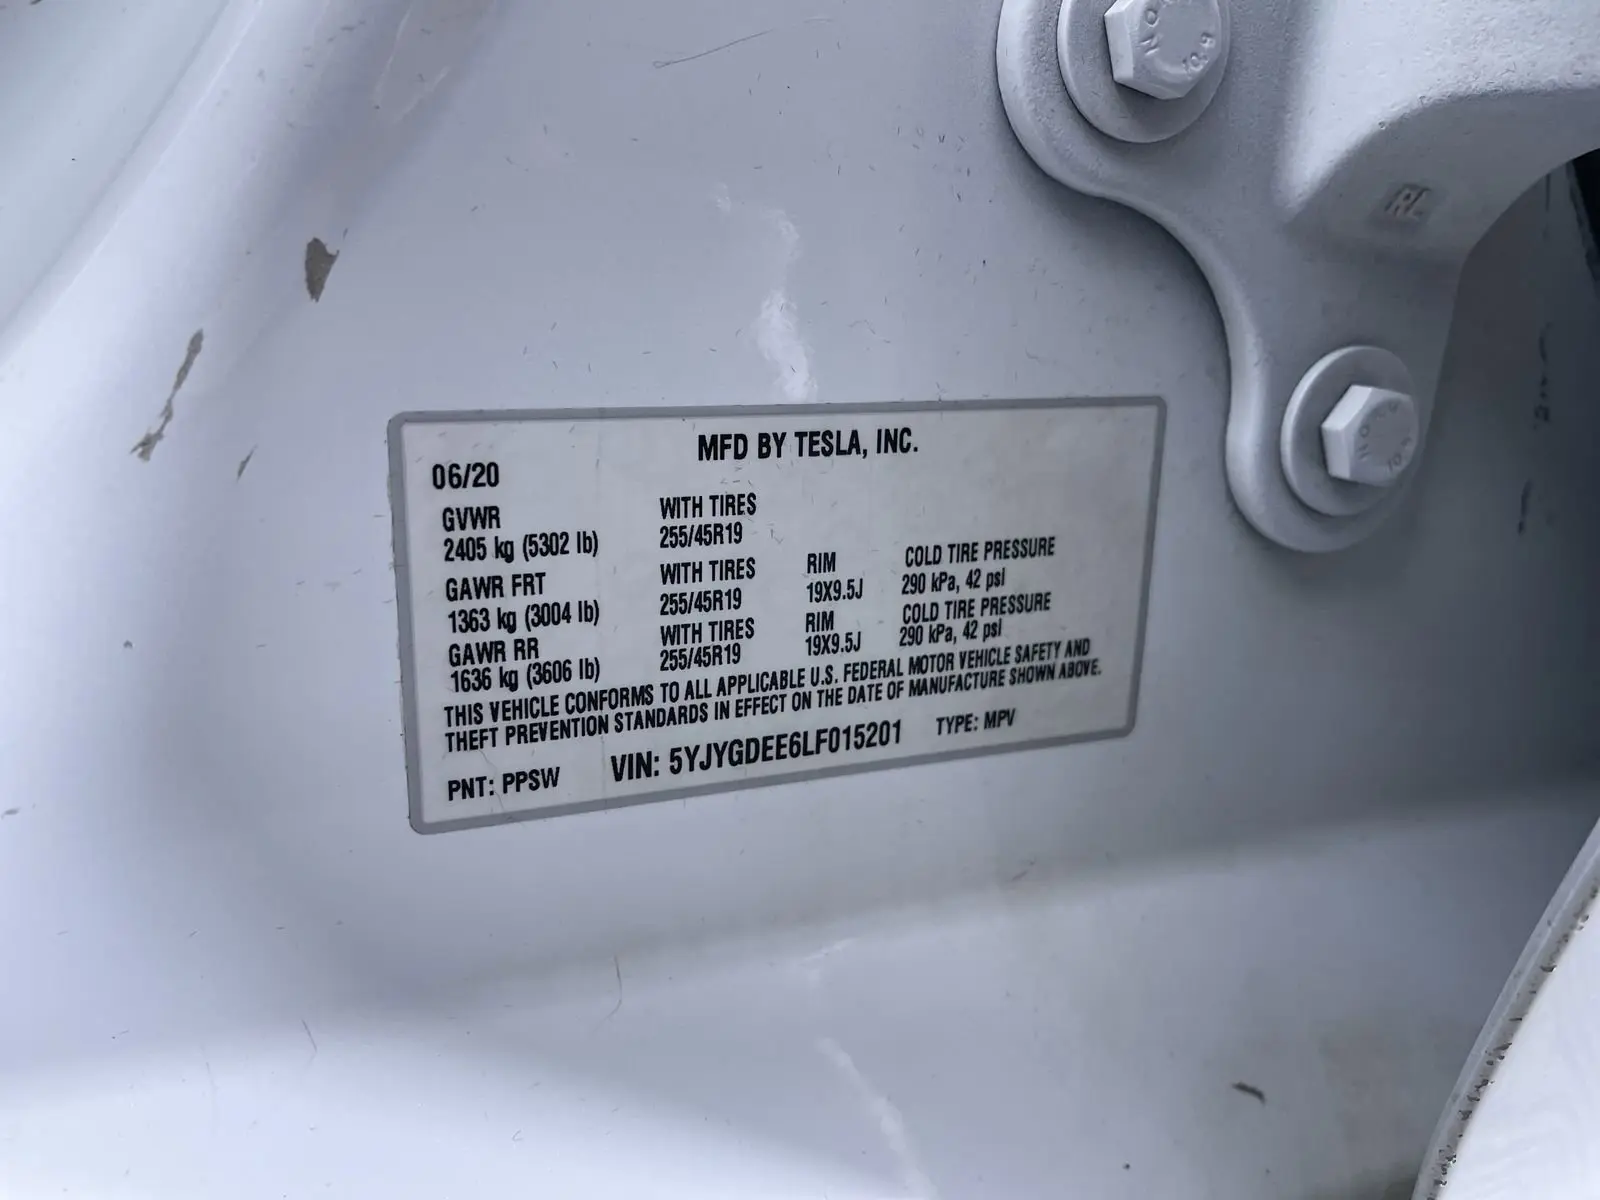 MFD BY TESLA, INC.
06/20
GVWR WITH TIRES
2405 kg (5302 lb) 255/45R19
GAWR FRT WITH TIRES RIM COLD TIRE PRESSURE
1363 kg (3004 lb) 255/45R19 19X9.5J 290 kPa, 42 psi
GAWR RR WITH TIRES RIM COLD TIRE PRESSURE
1636 kg (3606 lb) 255/45R19 19X9.5J 290 kPa, 42 psi
THIS VEHICLE CONFORMS TO ALL APPLICABLE U.S. FEDERAL MOTOR VEHICLE SAFETY AND
THEFT PREVENTION STANDARDS IN EFFECT ON THE DATE OF MANUFACTURE SHOWN ABOVE.
PNT: PPSW VIN: 5YJYGDEE6LF015201 TYPE: MPV
10.9